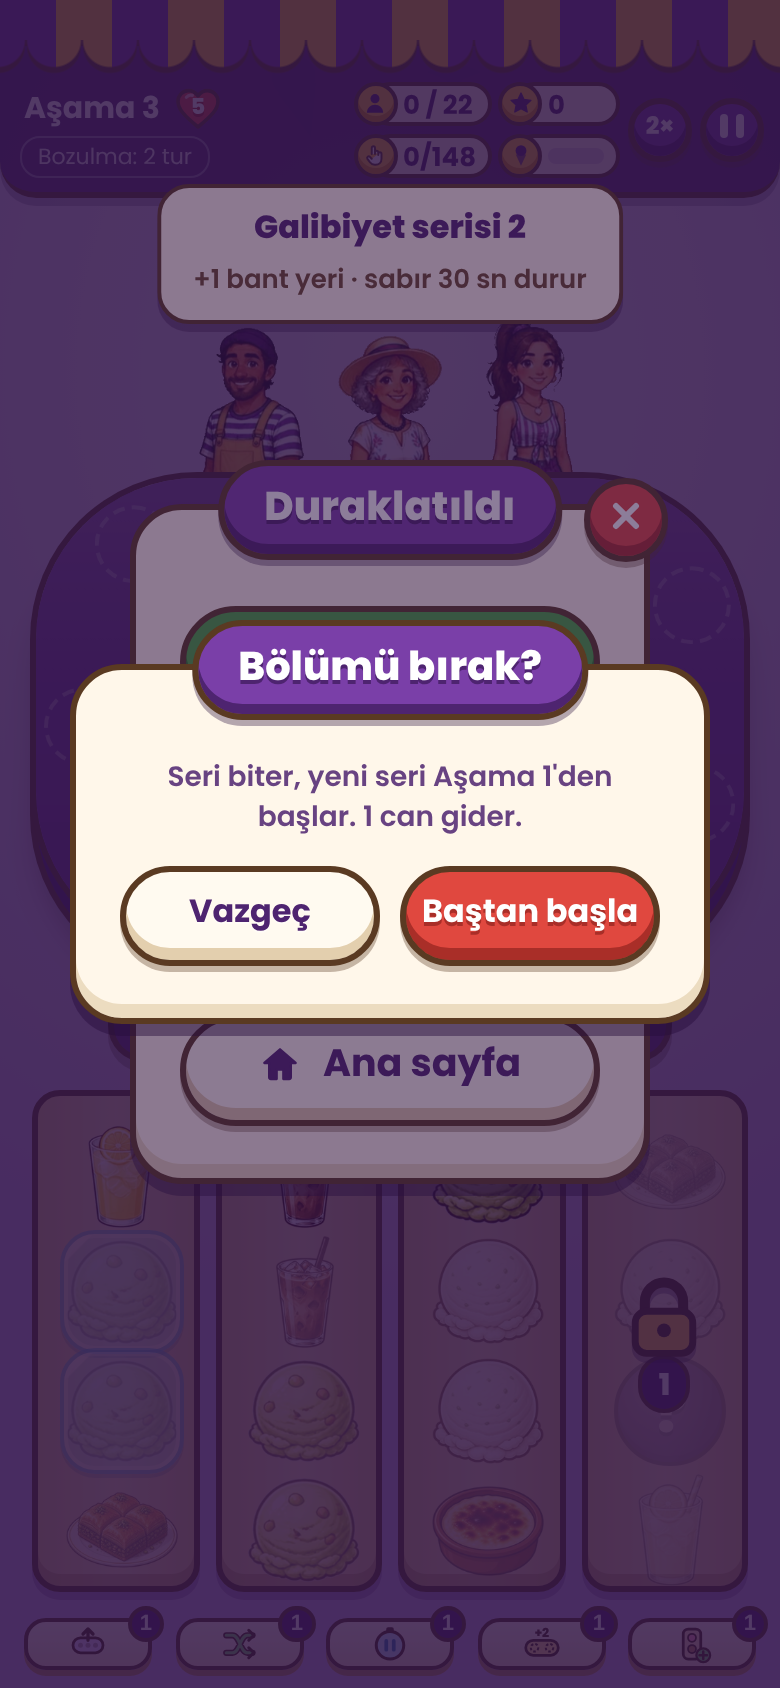 Aşama 3
5
0 / 22
0
2×
Bozulma: 2 tur
0/148
Galibiyet serisi 2
+1 bant yeri · sabır 30 sn durur
Duraklatıldı
Bölümü bırak?
Seri biter, yeni seri Aşama 1'den
başlar. 1 can gider.
Vazgeç
Baştan başla
Ana sayfa
1
1
1
1
+2
1
1